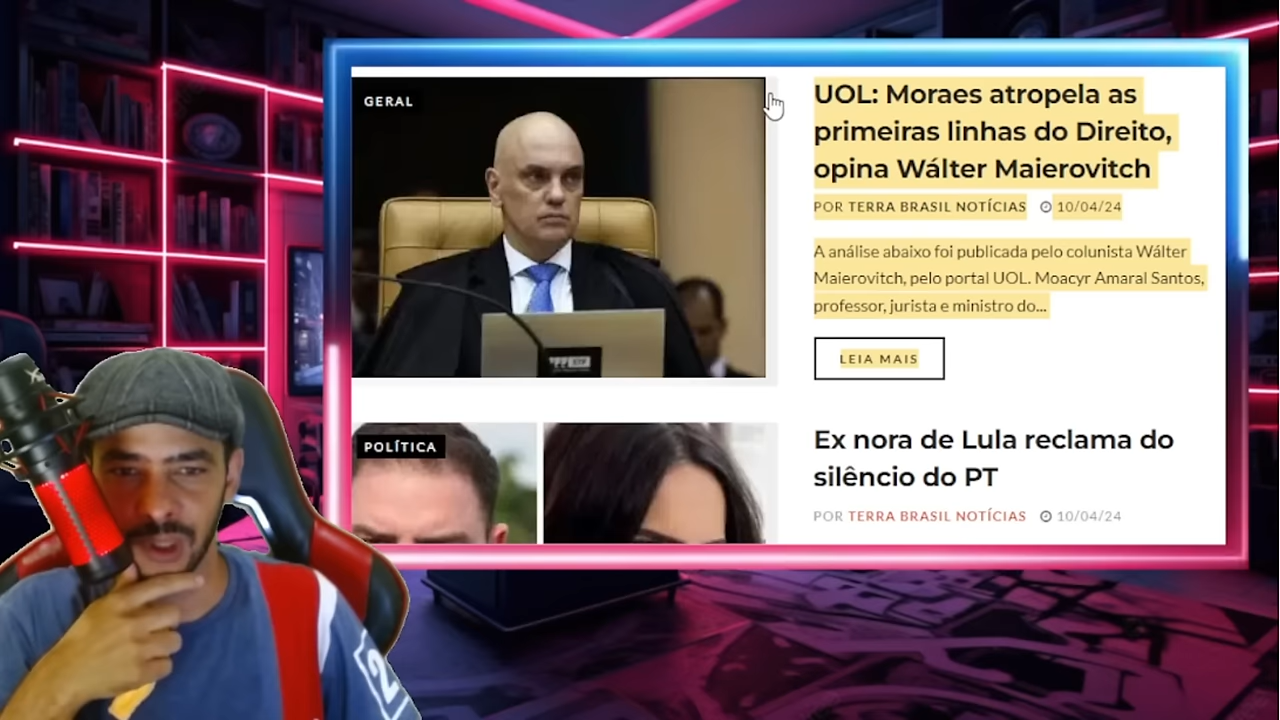 GERAL
UOL: Moraes atropela as
primeiras linhas do Direito,
opina Wálter Maierovitch
POR TERRA BRASIL NOTÍCIAS 10/04/24
A análise abaixo foi publicada pelo colunista Wálter
Maierovitch, pelo portal UOL. Moacyr Amaral Santos,
professor, jurista e ministro do...
LEIA MAIS
POLÍTICA
Ex nora de Lula reclama do
silêncio do PT
POR TERRA BRASIL NOTÍCIAS 10/04/24
2